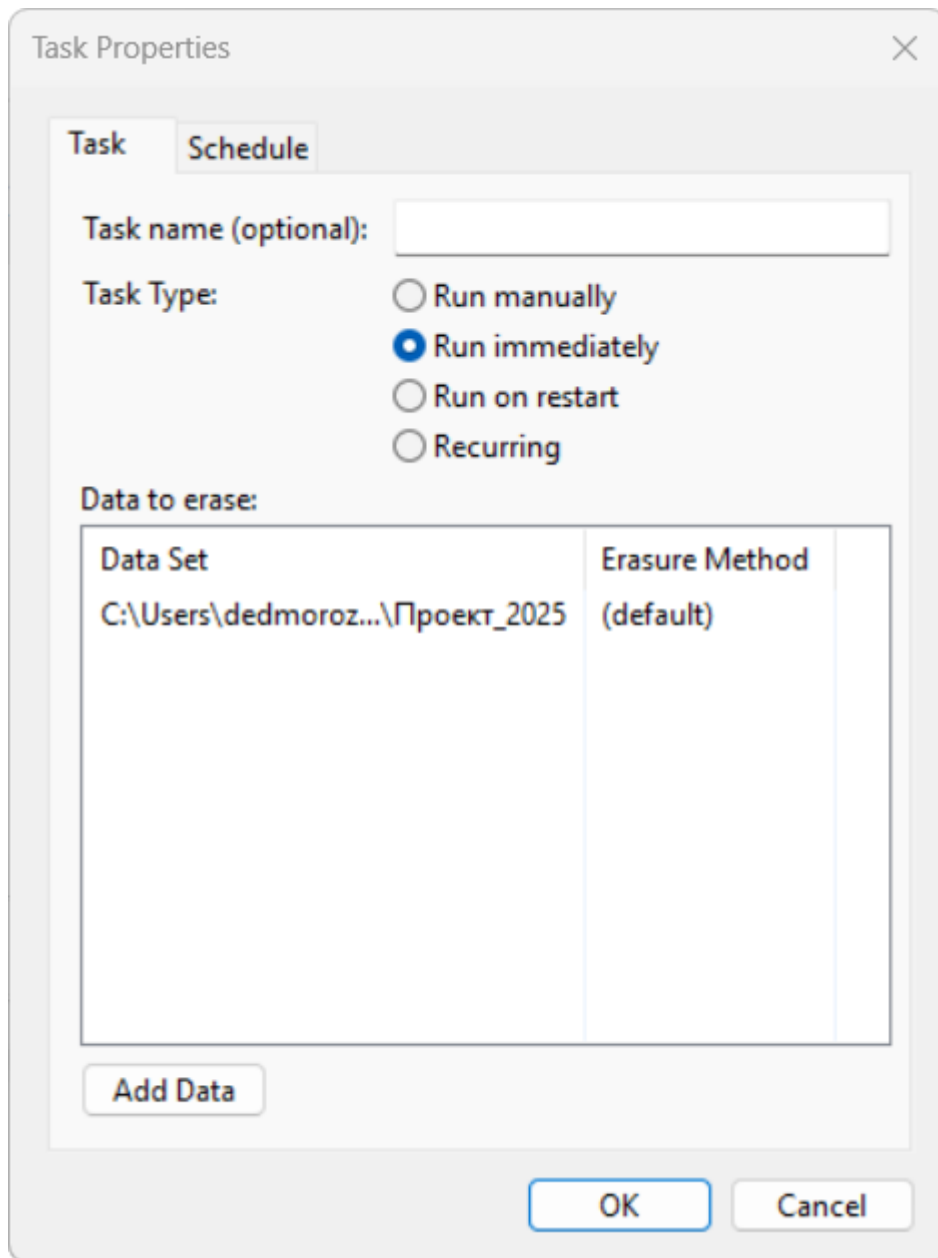 Task Properties
Task Schedule
Task name (optional):
Task Type: Run manually
Run immediately
Run on restart
Recurring
Data to erase:
Data Set Erasure Method
C:\Users\dedmoroz...\Проект_2025 (default)
Add Data
OK Cancel